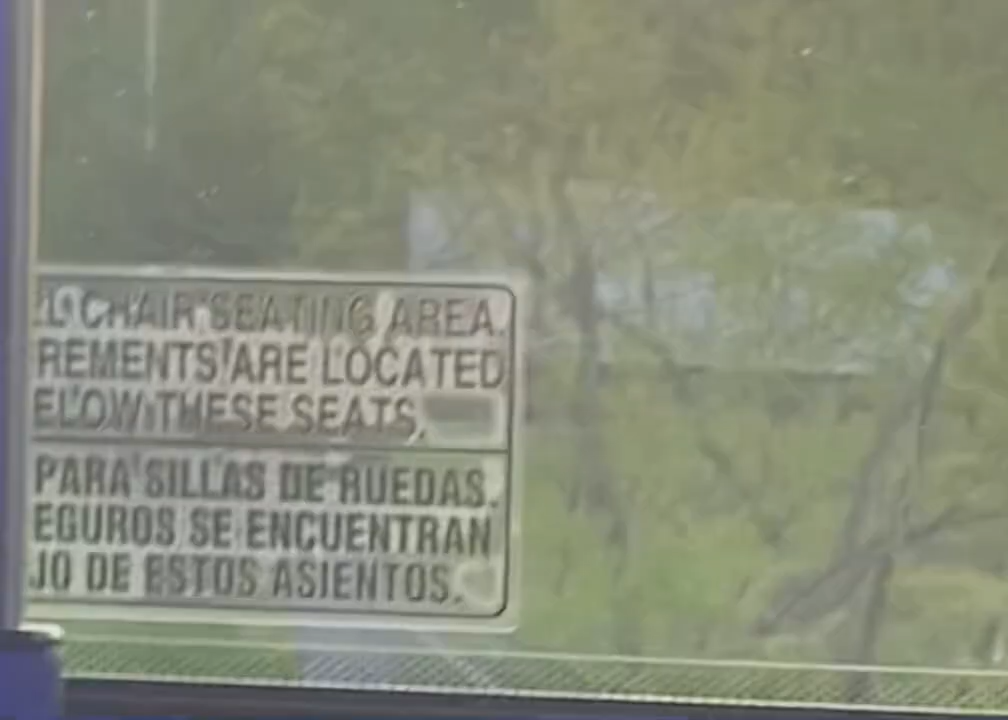 L CHAIR SEATING AREA.
REMENTS ARE LOCATED
ELOW THESE SEATS.
PARA SILLAS DE RUEDAS.
EGUROS SE ENCUENTRAN
JO DE ESTOS ASIENTOS.